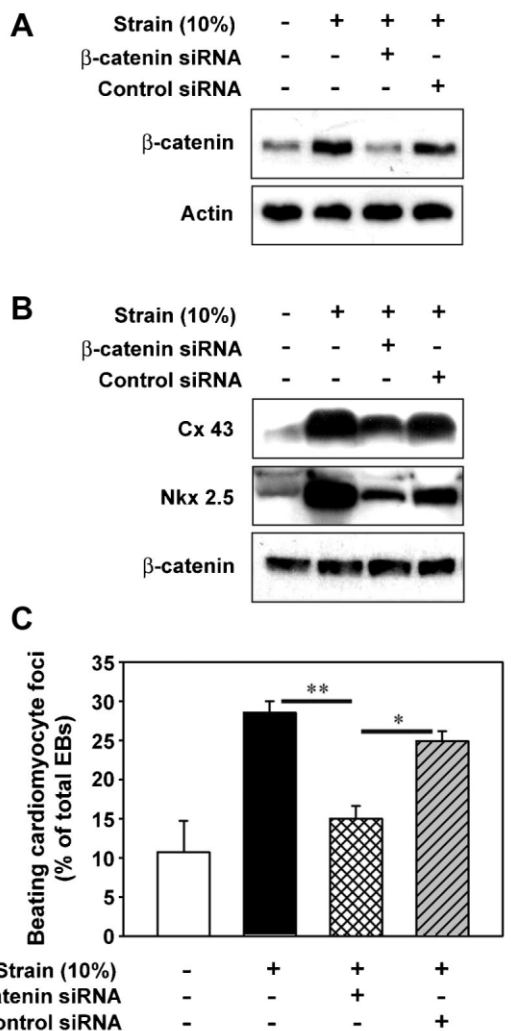 A
Strain (10%) - + + +
β-catenin siRNA - - + -
Control siRNA - - - +
β-catenin
Actin
B
Strain (10%) - + + +
β-catenin siRNA - - + -
Control siRNA - - - +
Cx 43
Nkx 2.5
β-catenin
C
Beating cardiomyocyte foci
(% of total EBs)
35
30
25
20
15
10
5
0
**
*
Strain (10%) - + + +
atenin siRNA - - + -
ontrol siRNA - - - +